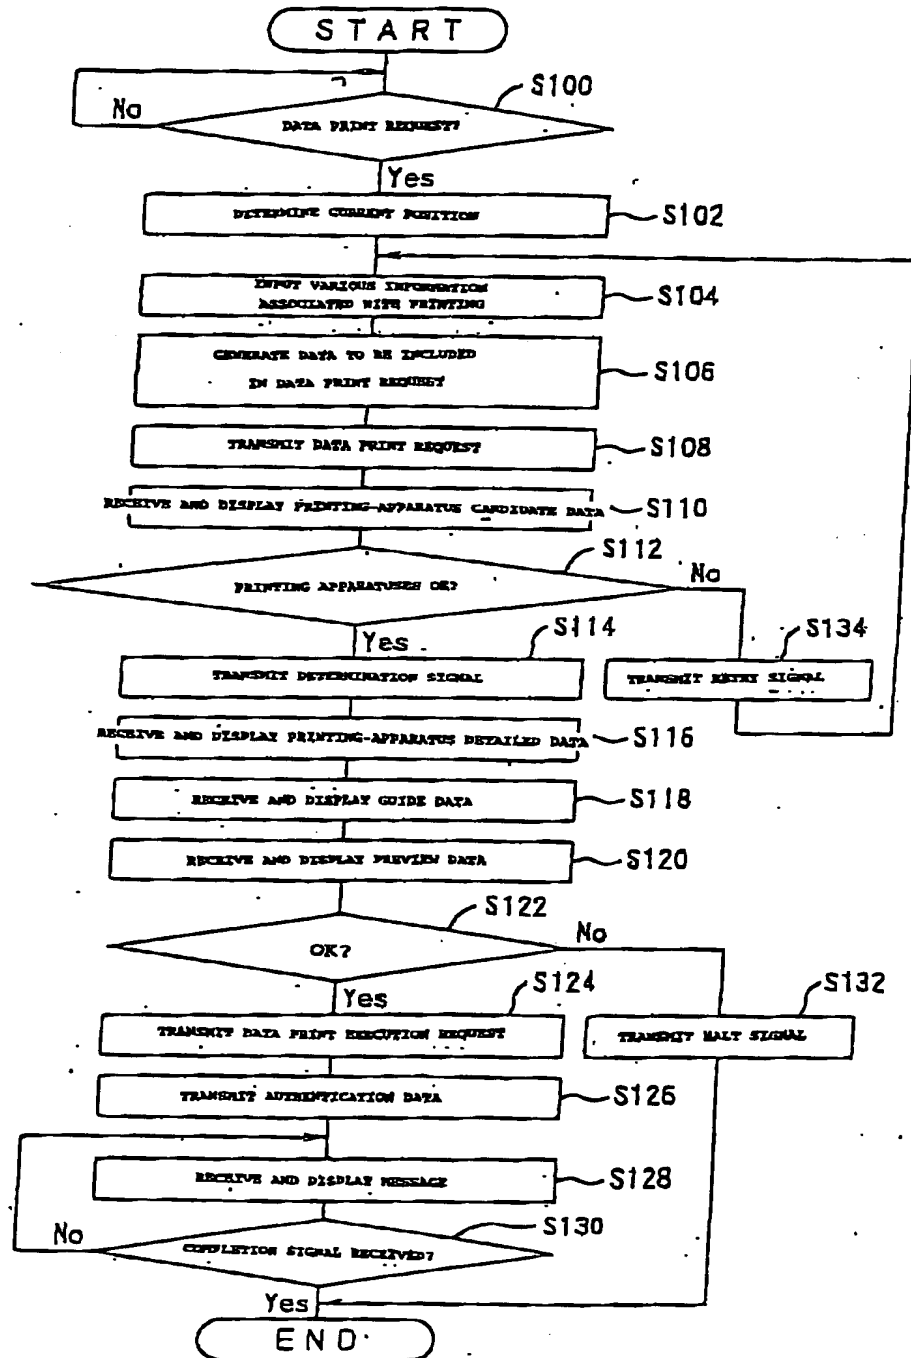 START
S100
No
DATA PRINT REQUEST?
Yes
DETERMINE CURRENT POSITION
S102
INPUT VARIOUS INFORMATION
ASSOCIATED WITH PRINTING
S104
GENERATE DATA TO BE INCLUDED
IN DATA PRINT REQUEST
S106
TRANSMIT DATA PRINT REQUEST
S108
RECEIVE AND DISPLAY PRINTING-APPARATUS CANDIDATE DATA
S110
S112
PRINTING APPARATUSES OK?
No
Yes
S114
S134
TRANSMIT DETERMINATION SIGNAL
TRANSMIT RETRY SIGNAL
RECEIVE AND DISPLAY PRINTING-APPARATUS DETAILED DATA
S116
RECEIVE AND DISPLAY GUIDE DATA
S118
RECEIVE AND DISPLAY PREVIEW DATA
S120
S122
OK?
No
Yes
S124
S132
TRANSMIT DATA PRINT EXECUTION REQUEST
TRANSMIT HALT SIGNAL
TRANSMIT AUTHENTICATION DATA
S126
RECEIVE AND DISPLAY MESSAGE
S128
S130
No
COMPLETION SIGNAL RECEIVED?
Yes
END